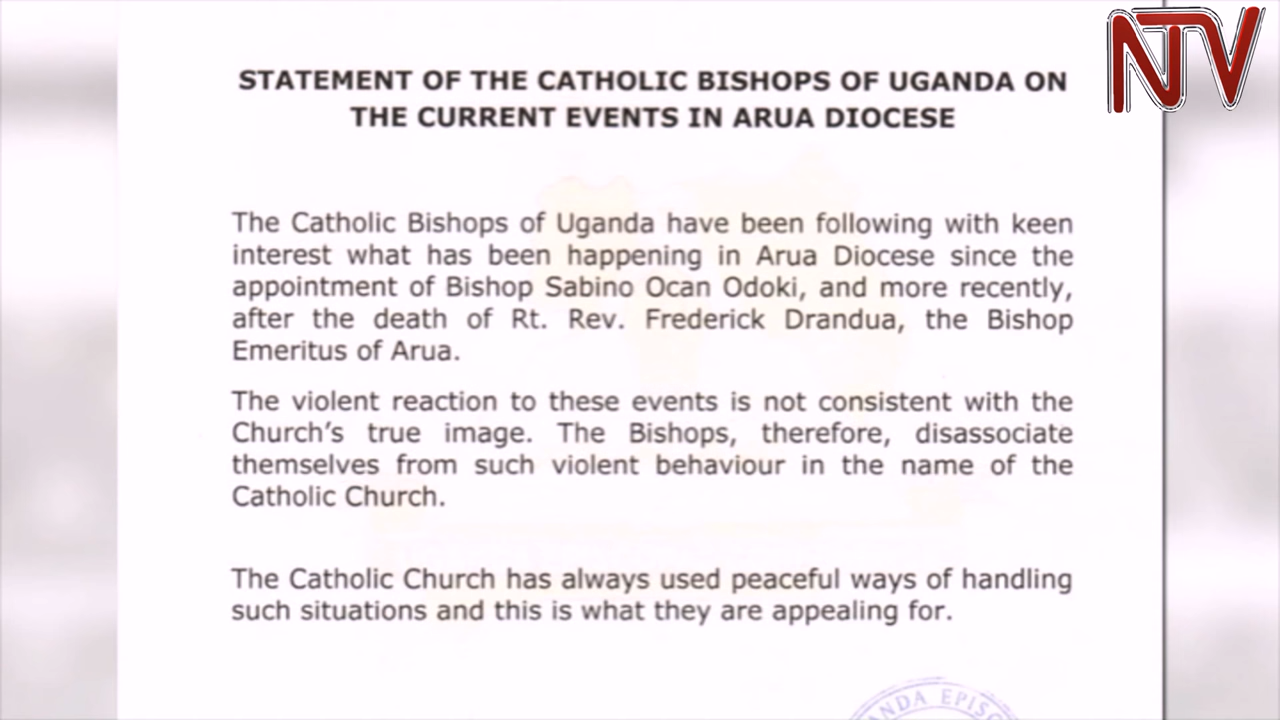 NTV
STATEMENT OF THE CATHOLIC BISHOPS OF UGANDA ON
THE CURRENT EVENTS IN ARUA DIOCESE
The Catholic Bishops of Uganda have been following with keen
interest what has been happening in Arua Diocese since the
appointment of Bishop Sabino Ocan Odoki, and more recently,
after the death of Rt. Rev. Frederick Drandua, the Bishop
Emeritus of Arua.
The violent reaction to these events is not consistent with the
Church's true image. The Bishops, therefore, disassociate
themselves from such violent behaviour in the name of the
Catholic Church.
The Catholic Church has always used peaceful ways of handling
such situations and this is what they are appealing for.